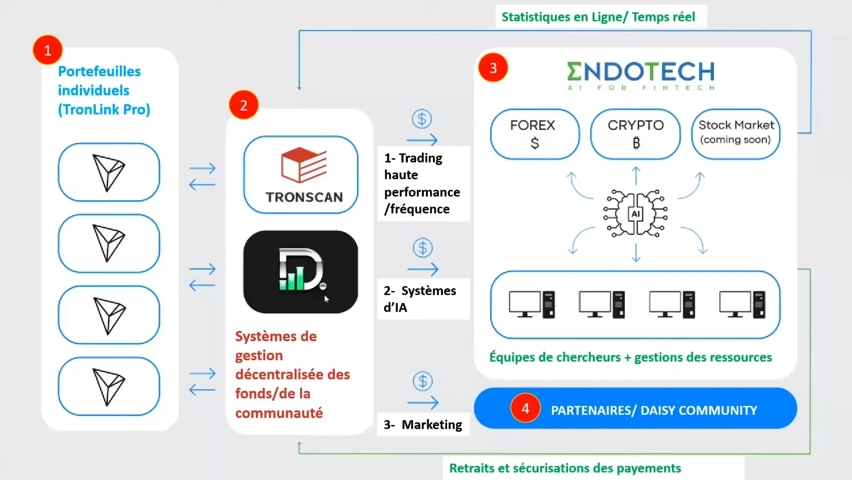 Statistiques en Ligne/ Temps réel
1
Portefeuilles
individuels
(TronLink Pro)
2
TRONSCAN
D
Systèmes de
gestion
décentralisée des
fonds/de la
communauté
$
1- Trading
haute
performance
/fréquence
$
2- Systèmes
d'IA
$
3- Marketing
3
ENDOTECH
AI FOR FINTECH
FOREX
$
CRYPTO
₿
Stock Market
(coming soon)
AI
Équipes de chercheurs + gestions des ressources
4
PARTENAIRES/ DAISY COMMUNITY
Retraits et sécurisations des payements